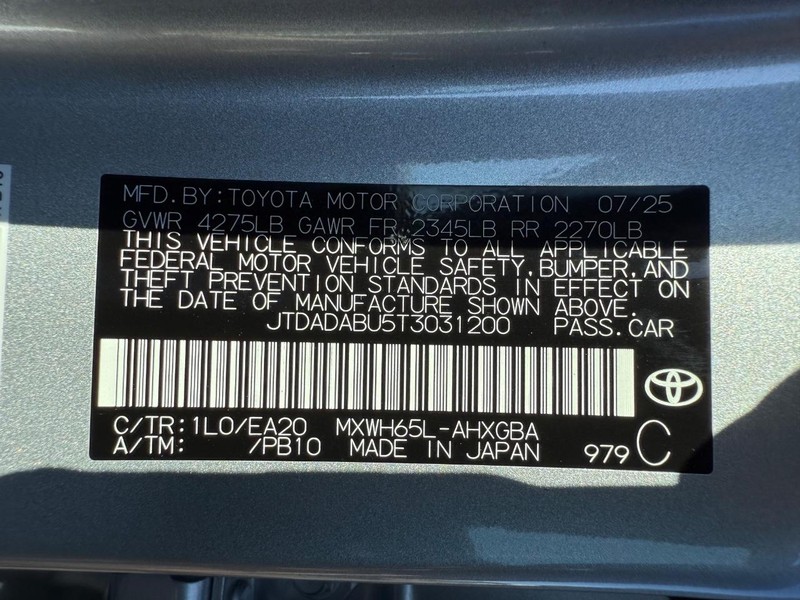 MFD.BY:TOYOTA MOTOR CORPORATION 07/25
GVWR 4275LB GAWR FR 2345LB RR 2270LB
THIS VEHICLE CONFORMS TO ALL APPLICABLE
FEDERAL MOTOR VEHICLE SAFETY,BUMPER,AND
THEFT PREVENTION STANDARDS IN EFFECT ON
THE DATE OF MANUFACTURE SHOWN ABOVE.
JTDADABU5T3031200 PASS.CAR
C/TR:1L0/EA20 MXWH65L-AHXGBA
A/TM: /PB10 MADE IN JAPAN 979 C